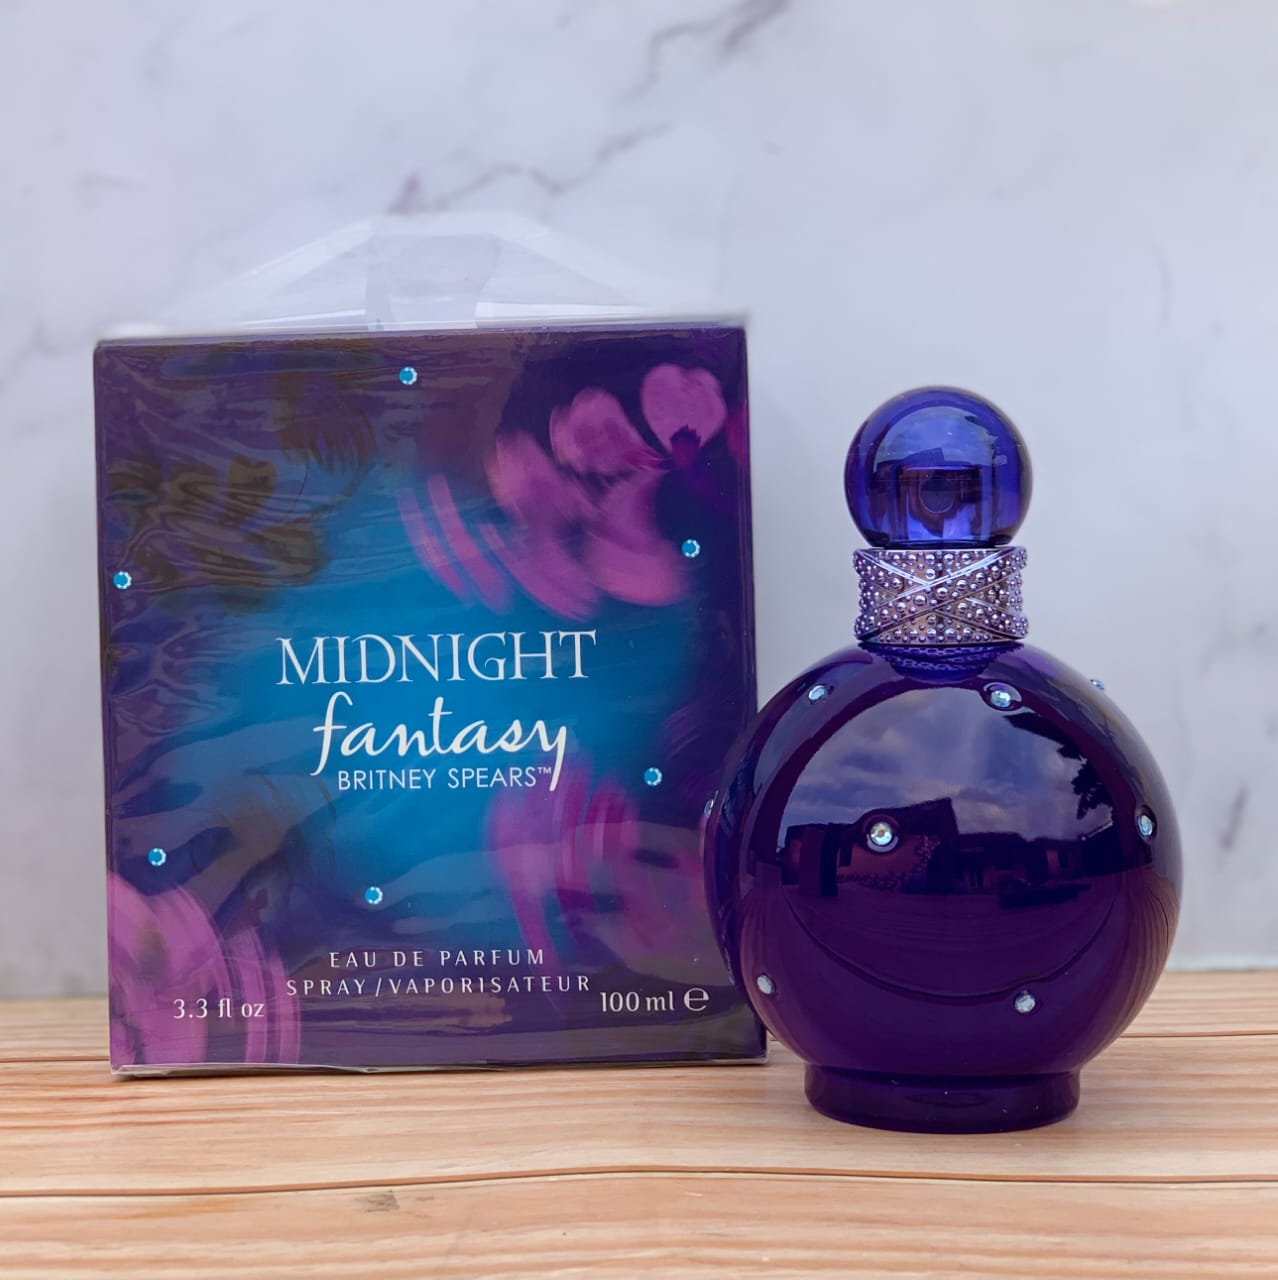 MIDNIGHT
fantasy
BRITNEY SPEARS™
EAU DE PARFUM
SPRAY/VAPORISATEUR
3.3 fl oz
100 ml ℮